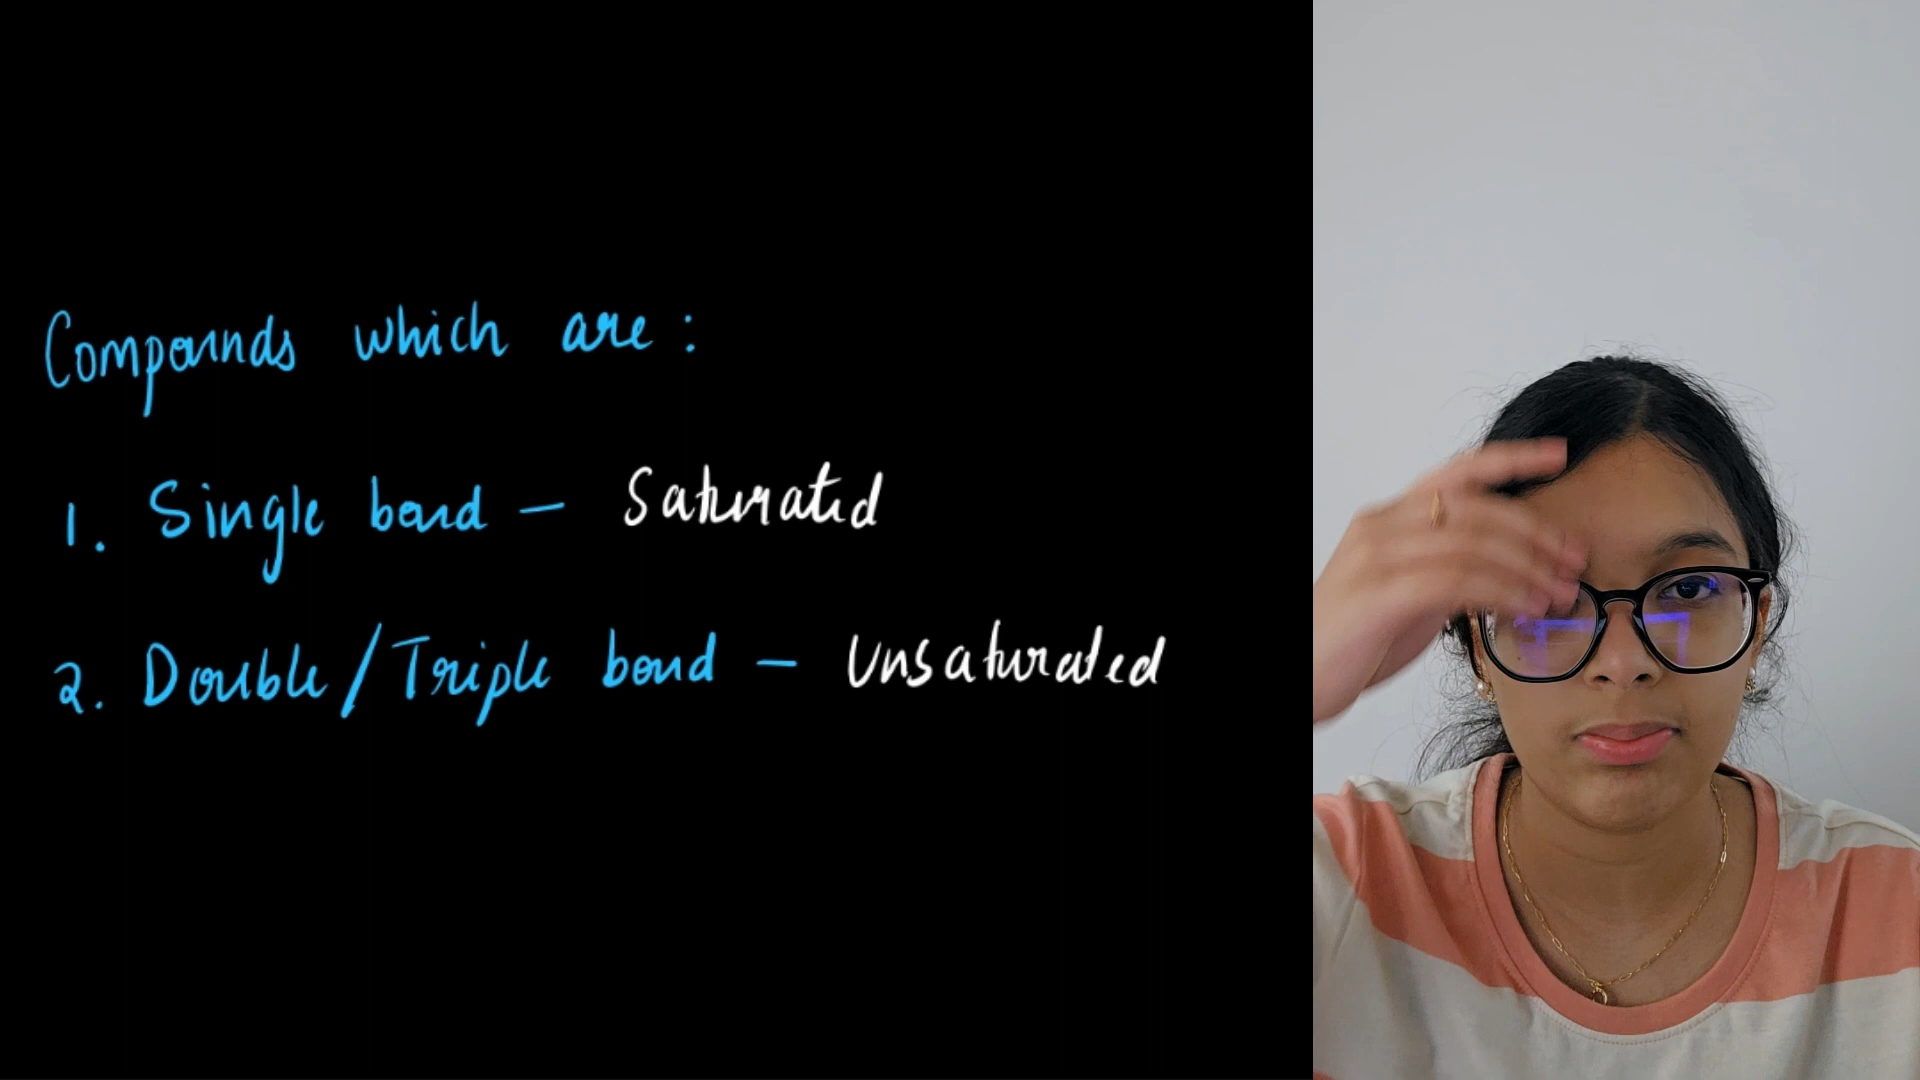 Compounds which are :
1. Single bond - Saturated
2. Double/Triple bond - Unsaturated